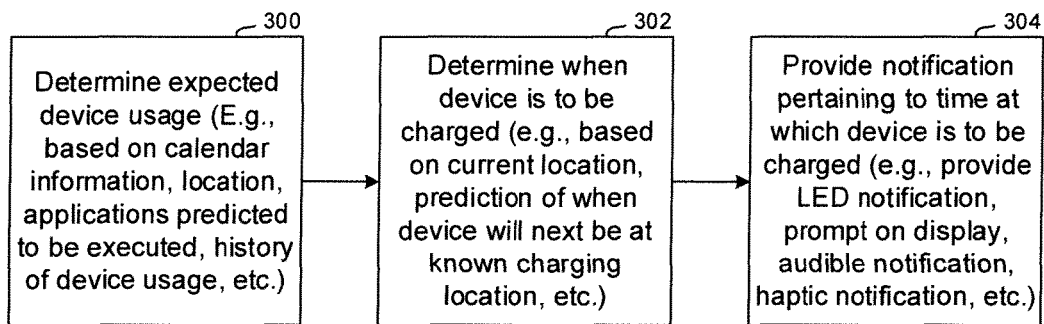 300
Determine expected
device usage (E.g.,
based on calendar
information, location,
applications predicted
to be executed, history
of device usage, etc.)
302
Determine when
device is to be
charged (e.g., based
on current location,
prediction of when
device will next be at
known charging
location, etc.)
304
Provide notification
pertaining to time at
which device is to be
charged (e.g., provide
LED notification,
prompt on display,
audible notification,
haptic notification, etc.)